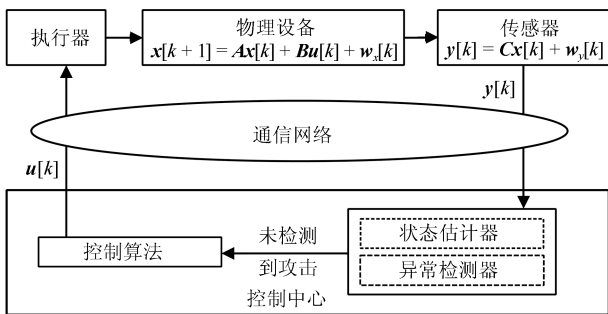 执行器
物理设备
x[k + 1] = Ax[k] + Bu[k] + w_x[k]
传感器
y[k] = Cx[k] + w_y[k]
y[k]
通信网络
u[k]
控制算法
未检测
到攻击
控制中心
状态估计器
异常检测器